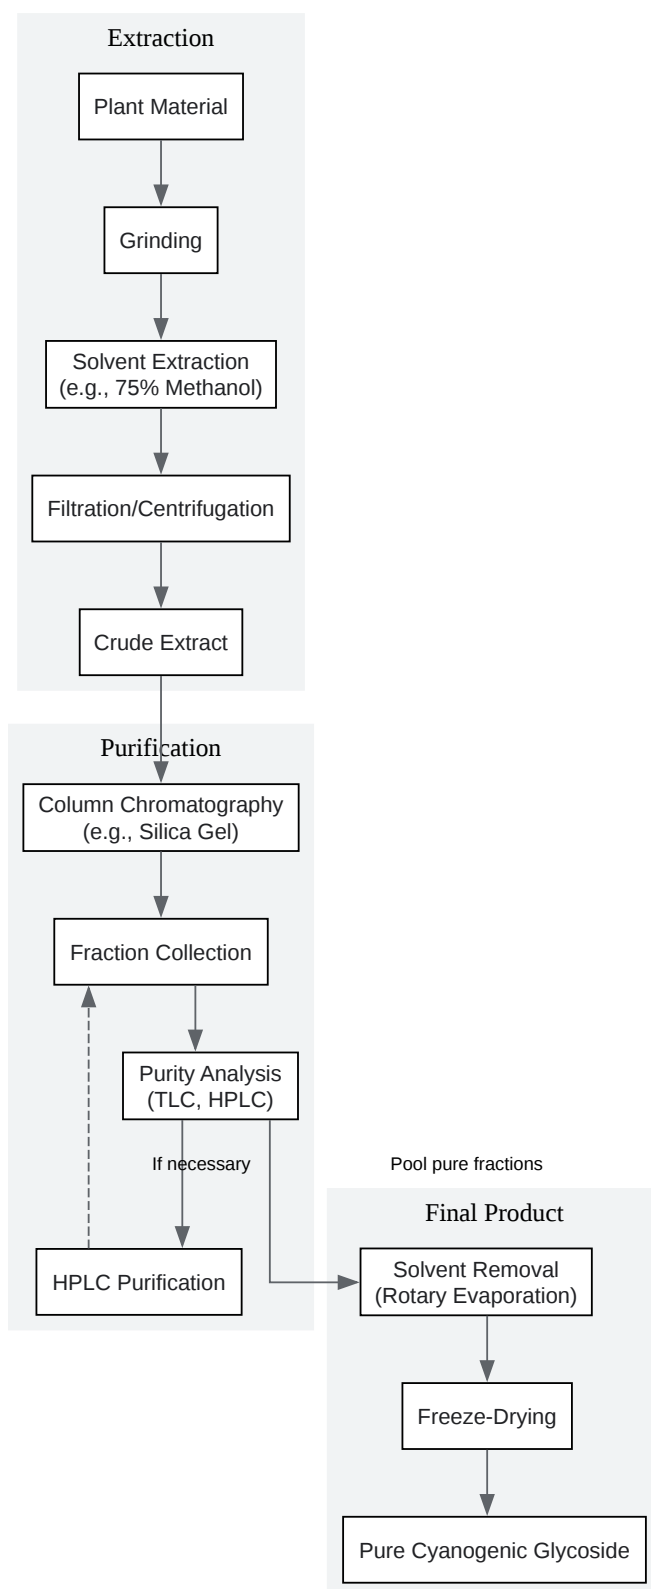 Extraction
Plant Material
Grinding
Solvent Extraction
(e.g., 75% Methanol)
Filtration/Centrifugation
Crude Extract
Purification
Column Chromatography
(e.g., Silica Gel)
Fraction Collection
Purity Analysis
(TLC, HPLC)
If necessary
Pool pure fractions
HPLC Purification
Final Product
Solvent Removal
(Rotary Evaporation)
Freeze-Drying
Pure Cyanogenic Glycoside